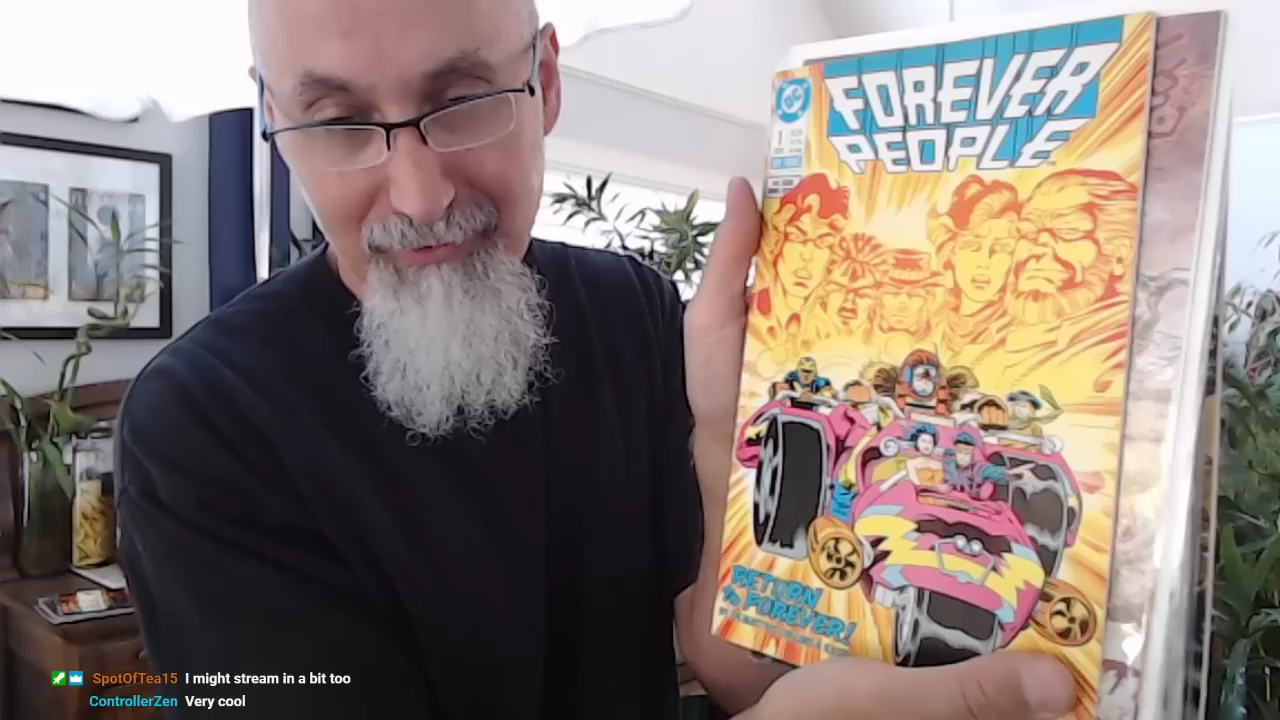 DC
FOREVER
PEOPLE
1
RETURN
TO FOREVER!
SpotOfTea15 I might stream in a bit too
ControllerZen Very cool